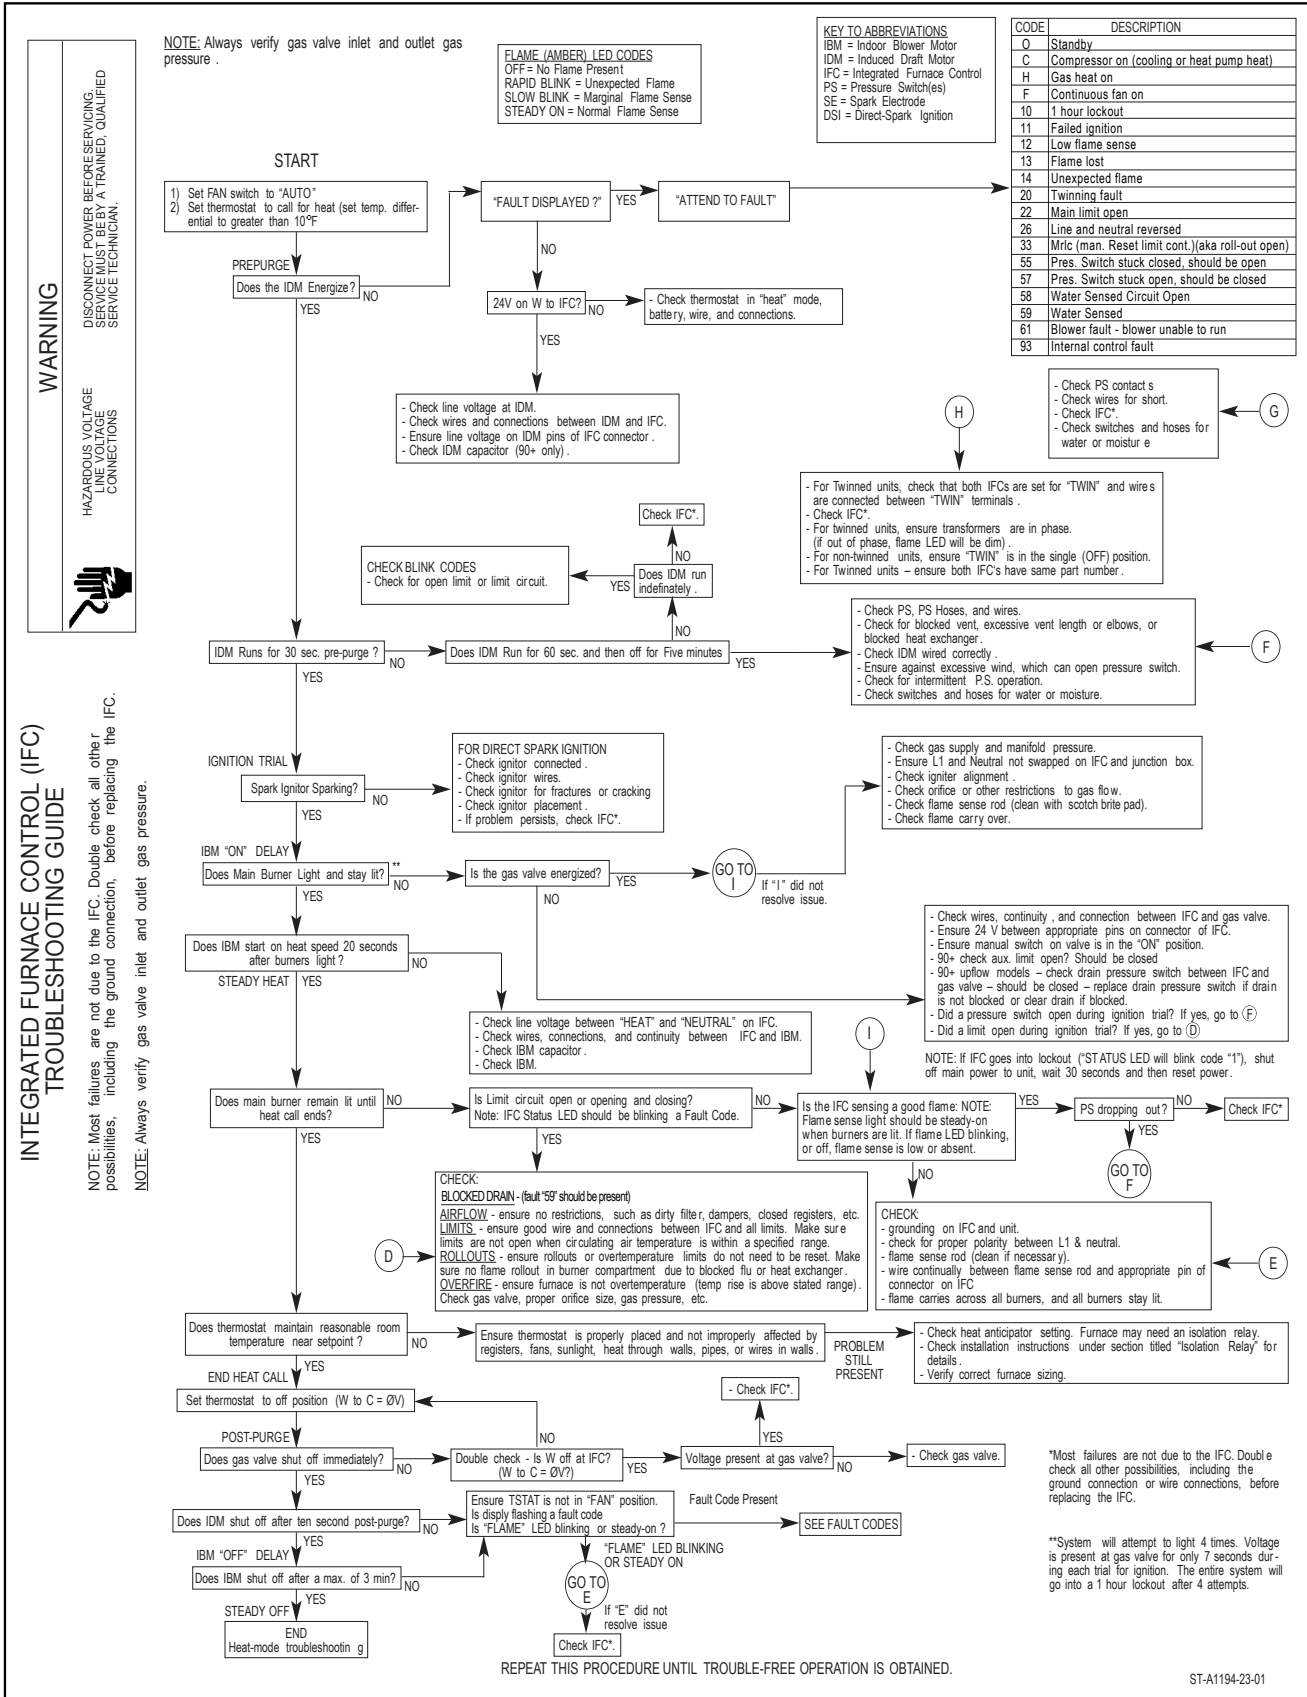 NOTE: Always verify gas valve inlet and outlet gas
pressure .
FLAME (AMBER) LED CODES
OFF = No Flame Present
RAPID BLINK = Unexpected Flame
SLOW BLINK = Marginal Flame Sense
STEADY ON = Normal Flame Sense
KEY TO ABBREVIATIONS
IBM = Indoor Blower Motor
IDM = Induced Draft Motor
IFC = Integrated Furnace Control
PS = Pressure Switch(es)
SE = Spark Electrode
DSI = Direct-Spark Ignition
CODE DESCRIPTION
O Standby
C Compressor on (cooling or heat pump heat)
H Gas heat on
F Continuous fan on
10 1 hour lockout
11 Failed ignition
12 Low flame sense
13 Flame lost
14 Unexpected flame
20 Twinning fault
22 Main limit open
26 Line and neutral reversed
33 Mrlc (man. Reset limit cont.)(aka roll-out open)
55 Pres. Switch stuck closed, should be open
57 Pres. Switch stuck open, should be closed
58 Water Sensed Circuit Open
59 Water Sensed
61 Blower fault - blower unable to run
93 Internal control fault
WARNING
HAZARDOUS VOLTAGE
LINE VOLTAGE
CONNECTIONS
DISCONNECT POWER BEFORE SERVICING.
SERVICE MUST BE BY A TRAINED, QUALIFIED
SERVICE TECHNICIAN.
INTEGRATED FURNACE CONTROL (IFC)
TROUBLESHOOTING GUIDE
NOTE: Most failures are not due to the IFC. Double check all other
possibilities, including the ground connection, before replacing the IFC.
NOTE: Always verify gas valve inlet and outlet gas pressure.
START
1) Set FAN switch to “AUTO”
2) Set thermostat to call for heat (set temp. differ-
ential to greater than 10°F
“FAULT DISPLAYED ?”
YES
“ATTEND TO FAULT”
NO
PREPURGE
Does the IDM Energize?
NO
YES
24V on W to IFC?
NO
- Check thermostat in “heat” mode,
battery, wire, and connections.
YES
- Check line voltage at IDM.
- Check wires and connections between IDM and IFC.
- Ensure line voltage on IDM pins of IFC connector .
- Check IDM capacitor (90+ only) .
- Check PS contact s
- Check wires for short.
- Check IFC*.
- Check switches and hoses for
water or moistur e
G
H
- For Twinned units, check that both IFCs are set for “TWIN” and wire s
are connected between “TWIN” terminals .
- Check IFC*.
- For twinned units, ensure transformers are in phase.
(if out of phase, flame LED will be dim) .
- For non-twinned units, ensure “TWIN” is in the single (OFF) position.
- For Twinned units – ensure both IFC's have same part number .
Check IFC*.
NO
CHECK BLINK CODES
- Check for open limit or limit circuit.
YES
Does IDM run
indefinately .
NO
IDM Runs for 30 sec. pre-purge ?
NO
YES
Does IDM Run for 60 sec. and then off for Five minutes
YES
- Check PS, PS Hoses, and wires.
- Check for blocked vent, excessive vent length or elbows, or
blocked heat exchanger .
- Check IDM wired correctly .
- Ensure against excessive wind, which can open pressure switch.
- Check for intermittent P.S. operation.
- Check switches and hoses for water or moisture.
F
IGNITION TRIAL
Spark Ignitor Sparking?
NO
YES
FOR DIRECT SPARK IGNITION
- Check ignitor connected .
- Check ignitor wires.
- Check ignitor for fractures or cracking
- Check ignitor placement .
- If problem persists, check IFC*.
- Check gas supply and manifold pressure.
- Ensure L1 and Neutral not swapped on IFC and junction box.
- Check igniter alignment .
- Check orifice or other restrictions to gas flow.
- Check flame sense rod (clean with scotch brite pad).
- Check flame carry over.
IBM “ON” DELAY
Does Main Burner Light and stay lit?
**
NO
YES
Is the gas valve energized?
YES
NO
GO TO
I
If “I” did not
resolve issue.
- Check wires, continuity , and connection between IFC and gas valve.
- Ensure 24 V between appropriate pins on connector of IFC.
- Ensure manual switch on valve is in the “ON” position.
- 90+ check aux. limit open? Should be closed
- 90+ upflow models – check drain pressure switch between IFC and
gas valve – should be closed – replace drain pressure switch if drain
is not blocked or clear drain if blocked.
- Did a pressure switch open during ignition trial? If yes, go to F
- Did a limit open during ignition trial? If yes, go to D
Does IBM start on heat speed 20 seconds
after burners light ?
NO
STEADY HEAT YES
- Check line voltage between “HEAT” and “NEUTRAL” on IFC.
- Check wires, connections, and continuity between IFC and IBM.
- Check IBM capacitor .
- Check IBM.
I
NOTE: If IFC goes into lockout (“ST ATUS LED will blink code “1”), shut
off main power to unit, wait 30 seconds and then reset power.
Does main burner remain lit until
heat call ends?
NO
YES
Is Limit circuit open or opening and closing?
Note: IFC Status LED should be blinking a Fault Code.
NO
YES
Is the IFC sensing a good flame: NOTE:
Flame sense light should be steady-on
when burners are lit. If flame LED blinking,
or off, flame sense is low or absent.
YES
NO
PS dropping out?
NO
Check IFC*
YES
GO TO
F
D
CHECK:
BLOCKED DRAIN - (fault “59” should be present)
AIRFLOW - ensure no restrictions, such as dirty filter, dampers, closed registers, etc.
LIMITS - ensure good wire and connections between IFC and all limits. Make sur e
limits are not open when circulating air temperature is within a specified range.
ROLLOUTS - ensure rollouts or overtemperature limits do not need to be reset. Make
sure no flame rollout in burner compartment due to blocked flu or heat exchanger .
OVERFIRE - ensure furnace is not overtemperature (temp rise is above stated range) .
Check gas valve, proper orifice size, gas pressure, etc.
CHECK:
- grounding on IFC and unit.
- check for proper polarity between L1 & neutral.
- flame sense rod (clean if necessary).
- wire continually between flame sense rod and appropriate pin of
connector on IFC
- flame carries across all burners, and all burners stay lit.
E
Does thermostat maintain reasonable room
temperature near setpoint ?
NO
YES
Ensure thermostat is properly placed and not improperly affected by
registers, fans, sunlight, heat through walls, pipes, or wires in walls .
PROBLEM
STILL
PRESENT
- Check heat anticipator setting. Furnace may need an isolation relay.
- Check installation instructions under section titled “Isolation Relay” for
details .
- Verify correct furnace sizing.
END HEAT CALL
Set thermostat to off position (W to C = ØV)
- Check IFC*.
NO
YES
POST-PURGE
Does gas valve shut off immediately?
NO
YES
Double check - Is W off at IFC?
(W to C = ØV?)
YES
Voltage present at gas valve?
NO
- Check gas valve.
*Most failures are not due to the IFC. Doubl e
check all other possibilities, including the
ground connection or wire connections, before
replacing the IFC.
Does IDM shut off after ten second post-purge?
NO
YES
Ensure TSTAT is not in “FAN” position.
Is disply flashing a fault code
Is “FLAME” LED blinking or steady-on ?
Fault Code Present
SEE FAULT CODES
**System will attempt to light 4 times. Voltage
is present at gas valve for only 7 seconds dur-
ing each trial for ignition. The entire system will
go into a 1 hour lockout after 4 attempts.
IBM “OFF” DELAY
Does IBM shut off after a max. of 3 min?
NO
YES
“FLAME” LED BLINKING
OR STEADY ON
GO TO
E
If “E” did not
resolve issue
Check IFC*.
STEADY OFF
END
Heat-mode troubleshootin g
REPEAT THIS PROCEDURE UNTIL TROUBLE-FREE OPERATION IS OBTAINED.
ST-A1194-23-01